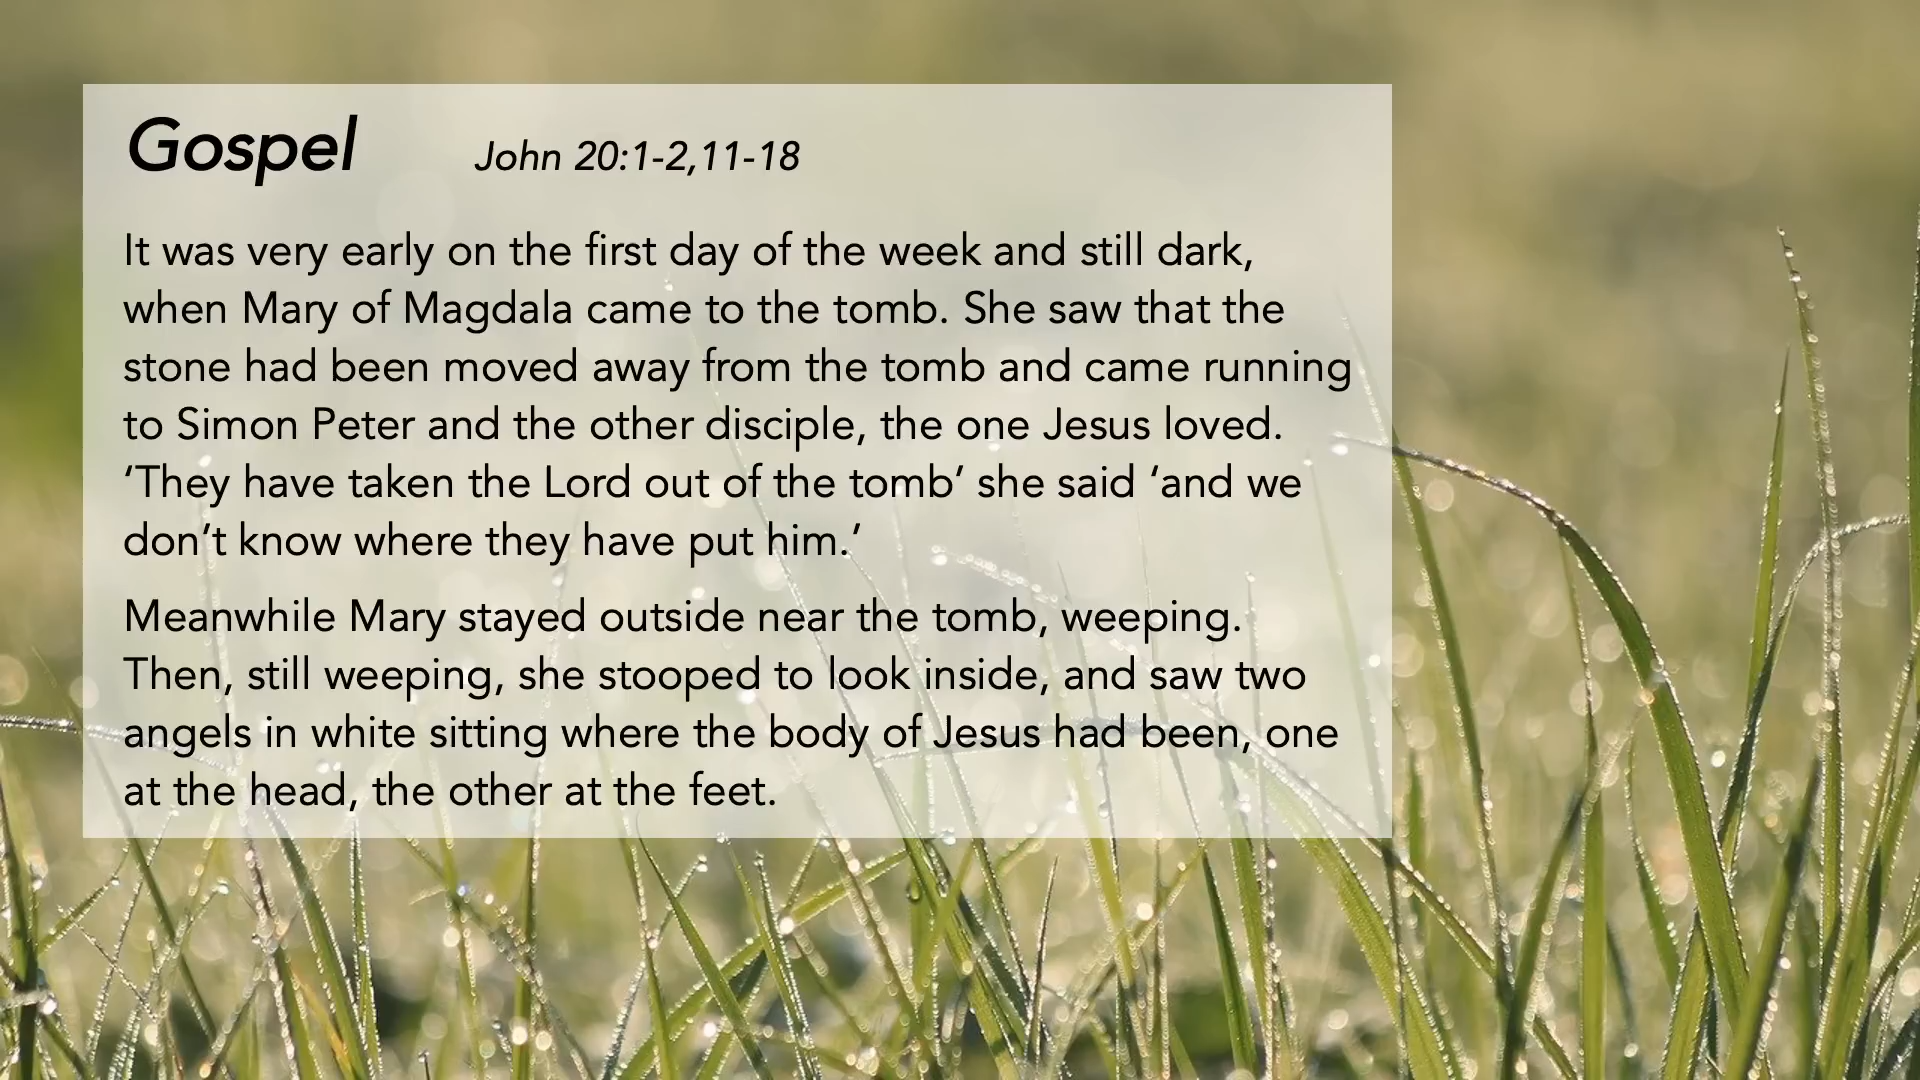 Gospel John 20:1-2,11-18
It was very early on the first day of the week and still dark,
when Mary of Magdala came to the tomb. She saw that the
stone had been moved away from the tomb and came running
to Simon Peter and the other disciple, the one Jesus loved.
‘They have taken the Lord out of the tomb’ she said ‘and we
don’t know where they have put him.’
Meanwhile Mary stayed outside near the tomb, weeping.
Then, still weeping, she stooped to look inside, and saw two
angels in white sitting where the body of Jesus had been, one
at the head, the other at the feet.